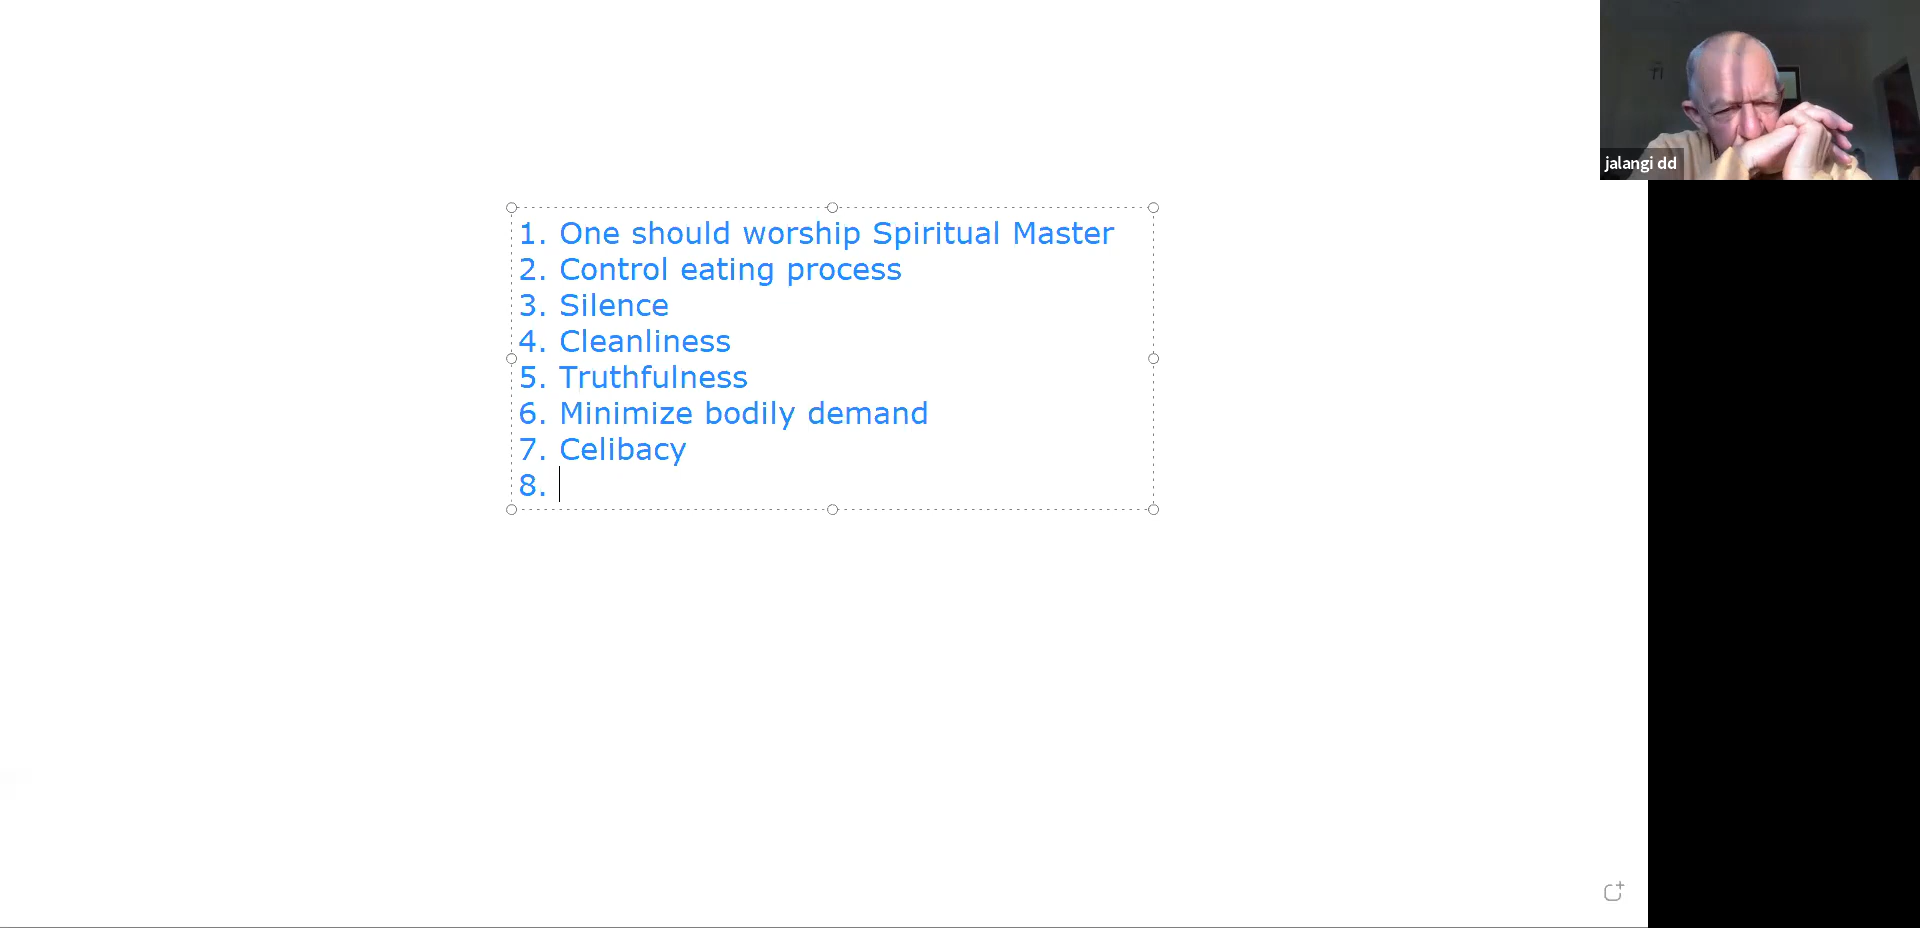 jalangi dd
1. One should worship Spiritual Master
2. Control eating process
3. Silence
4. Cleanliness
5. Truthfulness
6. Minimize bodily demand
7. Celibacy
8.